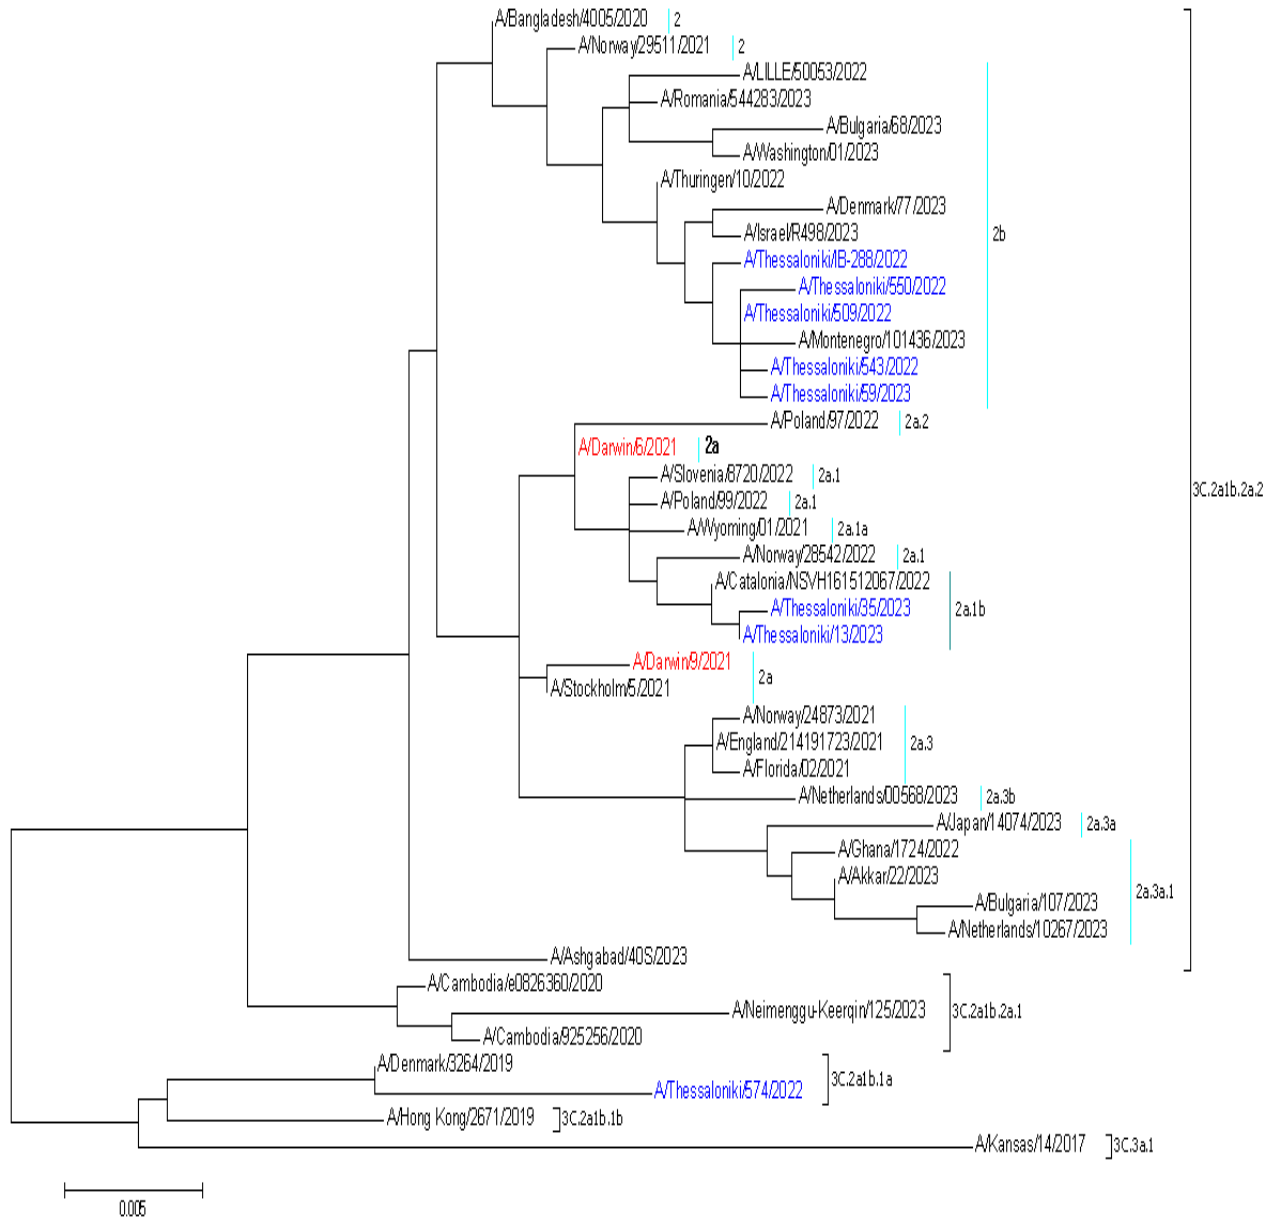 A/Bangladesh/4005/2020 2
A/Norway/29511/2021 2
A/LILLE/50053/2022
A/Romania/544283/2023
A/Bulgaria/68/2023
A/Washington/01/2023
A/Thuringen/10/2022
A/Denmark/77/2023
A/Israel/R498/2023
2b
A/Thessaloniki/IB-288/2022
A/Thessaloniki/550/2022
A/Thessaloniki/509/2022
A/Montenegro/101436/2023
A/Thessaloniki/543/2022
A/Thessaloniki/59/2023
A/Poland/97/2022 2a.2
A/Darwin/6/2021 2a
A/Slovenia/8720/2022 2a.1
3C.2a1b.2a.2
A/Poland/99/2022 2a.1
A/Wyoming/01/2021 2a.1a
A/Norway/28542/2022 2a.1
A/Catalonia/NSVH161512067/2022
A/Thessaloniki/35/2023 2a.1b
A/Thessaloniki/13/2023
A/Darwin/9/2021
2a
A/Stockholm/5/2021
A/Norway/24873/2021
A/England/214191723/2021 2a.3
A/Florida/02/2021
A/Netherlands/00568/2023 2a.3b
A/Japan/14074/2023 2a.3a
A/Ghana/1724/2022
A/Akkar/22/2023
2a.3a.1
A/Bulgaria/107/2023
A/Netherlands/10267/2023
A/Ashgabad/40S/2023
A/Cambodia/e0826360/2020
A/Neimenggu-Keerqin/125/2023 3C.2a1b.2a.1
A/Cambodia/925256/2020
A/Denmark/3264/2019
3C.2a1b.1a
A/Thessaloniki/574/2022
A/Hong Kong/2671/2019 3C.2a1b.1b
A/Kansas/14/2017 3C.3a.1
0.005